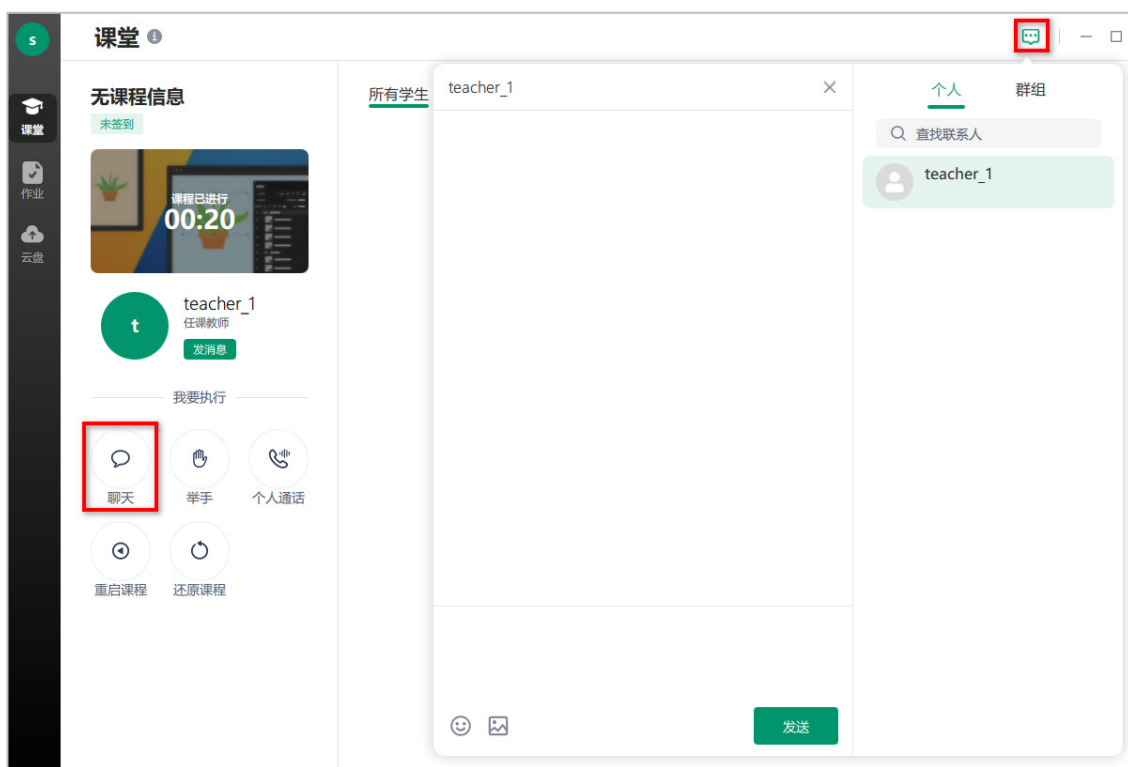 s
课堂
课堂
作业
云盘
无课程信息
未签到
课程已进行
00:20
t
teacher_1
任课教师
发消息
我要执行
聊天
举手
个人通话
重启课程
还原课程
所有学生
teacher_1
发送
个人
群组
查找联系人
teacher_1